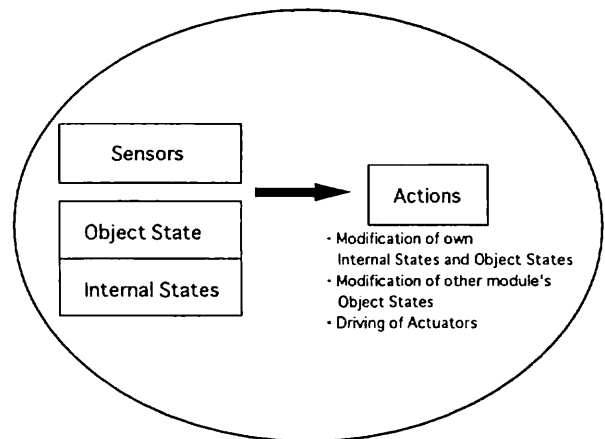 Sensors
Object State
Internal States
Actions
· Modification of own
Internal States and Object States
· Modification of other module's
Object States
· Driving of Actuators